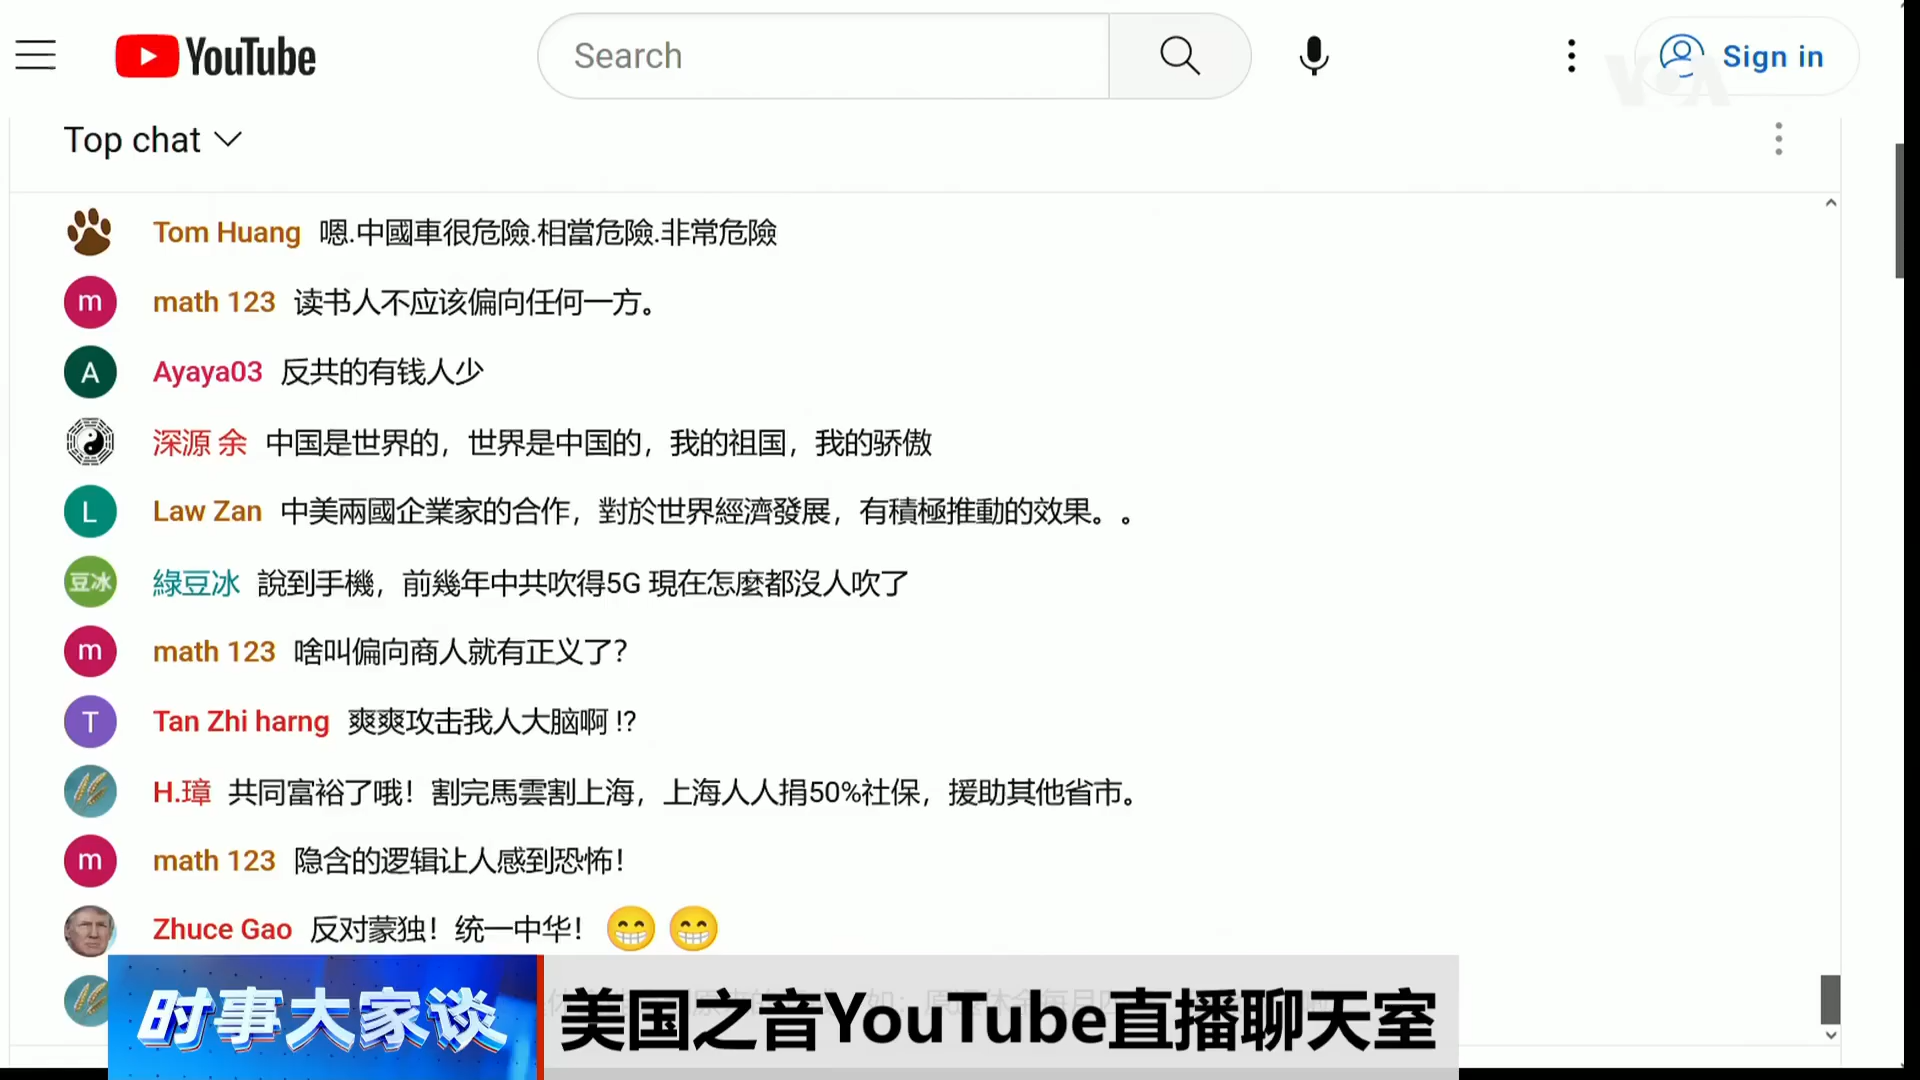 YouTube Search Sign in
VOA
Top chat
Tom Huang 嗯.中國車很危險.相當危險.非常危險
m math 123 读书人不应该偏向任何一方。
A Ayaya03 反共的有钱人少
深源 余 中国是世界的，世界是中国的，我的祖国，我的骄傲
L Law Zan 中美兩國企業家的合作，對於世界經濟發展，有積極推動的效果。。
豆冰 綠豆冰 說到手機，前幾年中共吹得5G 現在怎麼都沒人吹了
m math 123 啥叫偏向商人就有正义了？
T Tan Zhi harng 爽爽攻击我人大脑啊 !?
H.璋 共同富裕了哦！割完馬雲割上海，上海人人捐50%社保，援助其他省市。
m math 123 隐含的逻辑让人感到恐怖！
Zhuce Gao 反对蒙独！统一中华！ 😁 😁
时事大家谈 美国之音YouTube直播聊天室